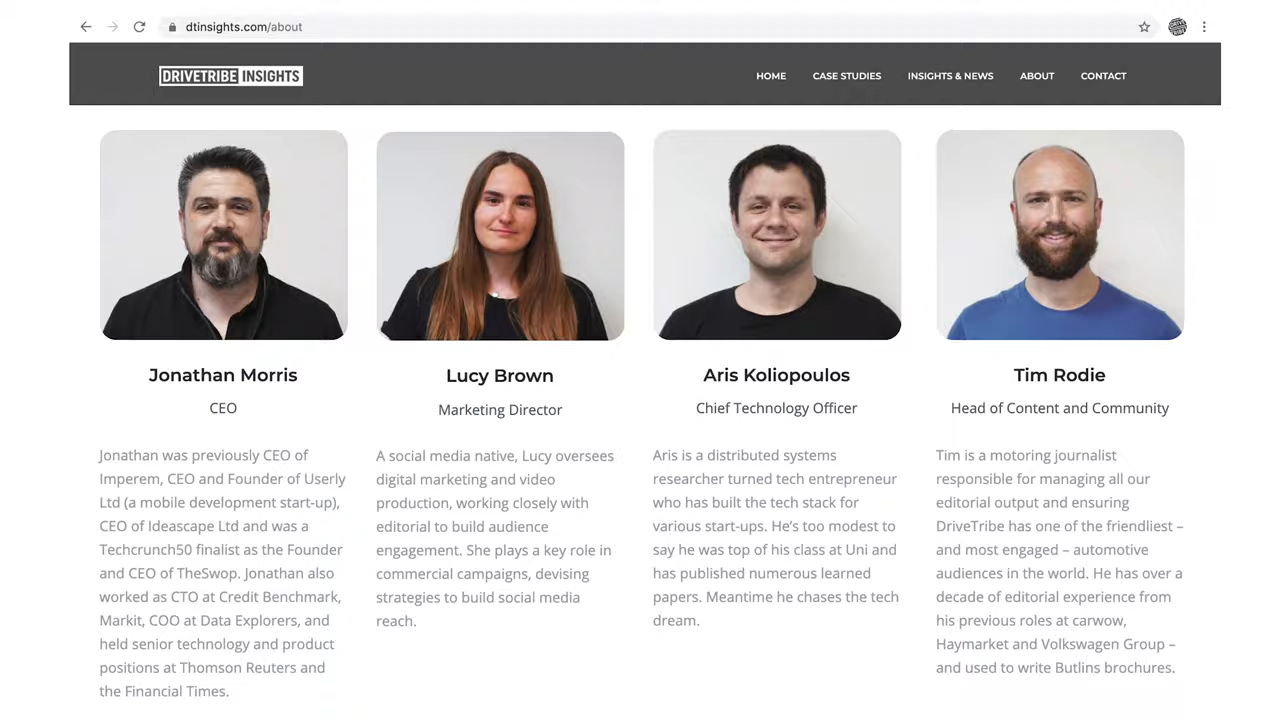 dtinsights.com/about
DRIVETRIBE INSIGHTS
HOME CASE STUDIES INSIGHTS & NEWS ABOUT CONTACT
Jonathan Morris
CEO
Jonathan was previously CEO of
Imperem, CEO and Founder of Userly
Ltd (a mobile development start-up),
CEO of Ideascape Ltd and was a
Techcrunch50 finalist as the Founder
and CEO of TheSwop. Jonathan also
worked as CTO at Credit Benchmark,
Markit, COO at Data Explorers, and
held senior technology and product
positions at Thomson Reuters and
the Financial Times.
Lucy Brown
Marketing Director
A social media native, Lucy oversees
digital marketing and video
production, working closely with
editorial to build audience
engagement. She plays a key role in
commercial campaigns, devising
strategies to build social media
reach.
Aris Koliopoulos
Chief Technology Officer
Aris is a distributed systems
researcher turned tech entrepreneur
who has built the tech stack for
various start-ups. He’s too modest to
say he was top of his class at Uni and
has published numerous learned
papers. Meantime he chases the tech
dream.
Tim Rodie
Head of Content and Community
Tim is a motoring journalist
responsible for managing all our
editorial output and ensuring
DriveTribe has one of the friendliest –
and most engaged – automotive
audiences in the world. He has over a
decade of editorial experience from
his previous roles at carwow,
Haymarket and Volkswagen Group –
and used to write Butlins brochures.